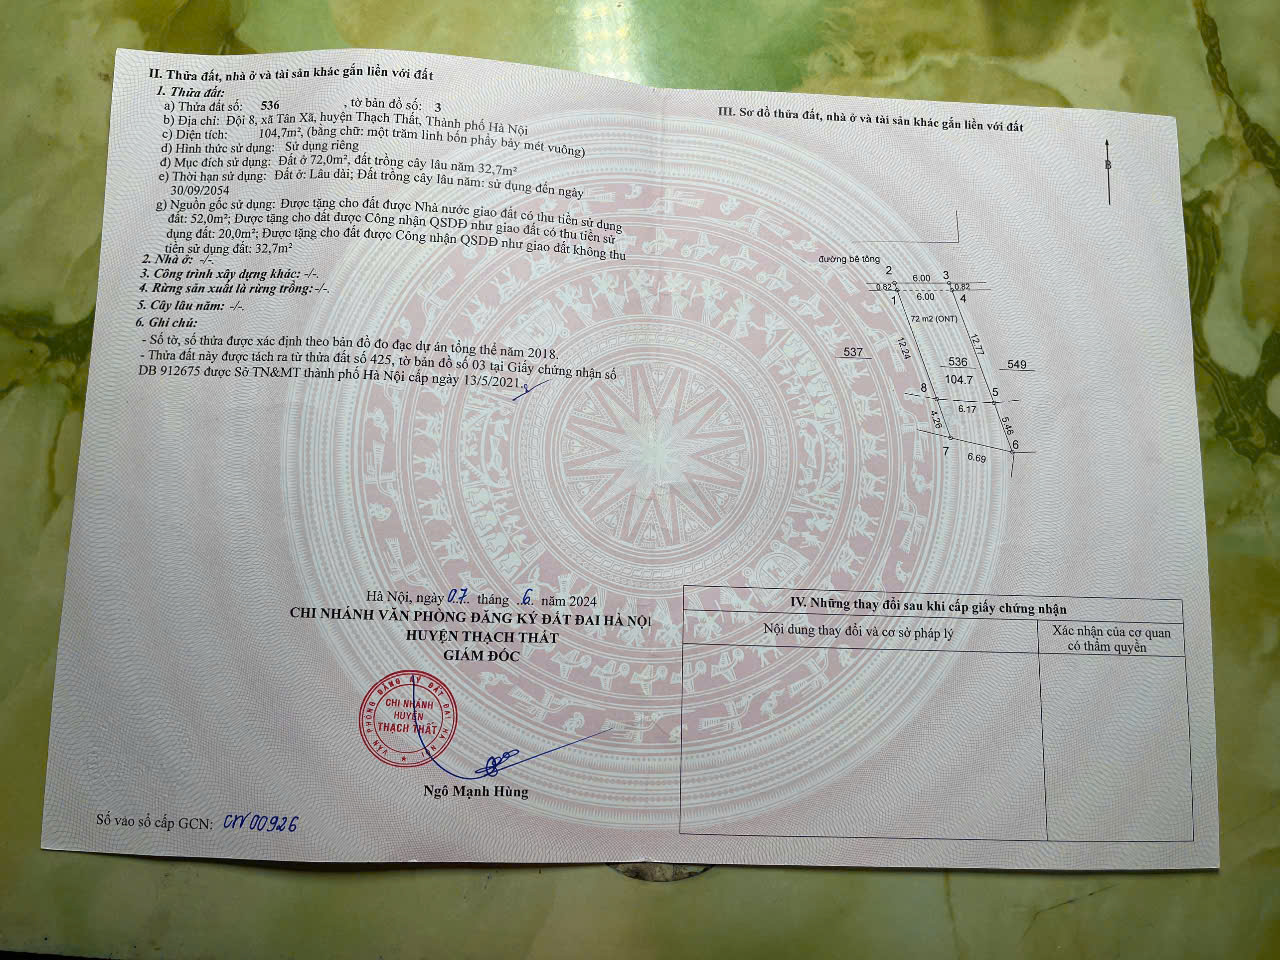 II. Thửa đất, nhà ở và tài sản khác gắn liền với đất
1. Thửa đất:
a) Thửa đất số: 536 , tờ bản đồ số: 3
b) Địa chỉ: Đội 8, xã Tân Xã, huyện Thạch Thất, Thành phố Hà Nội
c) Diện tích: 104,7m², (bằng chữ: một trăm linh bốn phẩy bảy mét vuông)
d) Hình thức sử dụng: Sử dụng riêng
đ) Mục đích sử dụng: Đất ở 72,0m², đất trồng cây lâu năm 32,7m²
e) Thời hạn sử dụng: Đất ở: Lâu dài; Đất trồng cây lâu năm: sử dụng đến ngày
30/09/2054
g) Nguồn gốc sử dụng: Được tặng cho đất được Nhà nước giao đất có thu tiền sử dụng
đất: 52,0m²; Được tặng cho đất được Công nhận QSDĐ như giao đất có thu tiền sử
dụng đất: 20,0m²; Được tặng cho đất được Công nhận QSDĐ như giao đất không thu
tiền sử dụng đất: 32,7m²
2. Nhà ở: -/-.
3. Công trình xây dựng khác: -/-.
4. Rừng sản xuất là rừng trồng:-/-.
5. Cây lâu năm: -/-.
6. Ghi chú:
- Số tờ, số thửa được xác định theo bản đồ đo đạc dự án tổng thể năm 2018.
- Thửa đất này được tách ra từ thửa đất số 425, tờ bản đồ số 03 tại Giấy chứng nhận số
DB 912675 được Sở TN&MT thành phố Hà Nội cấp ngày 13/5/2021.
Hà Nội, ngày 07. tháng .6. năm 2024
CHI NHÁNH VĂN PHÒNG ĐĂNG KÝ ĐẤT ĐAI HÀ NỘI
HUYỆN THẠCH THẤT
GIÁM ĐỐC
VĂN PHÒNG ĐĂNG KÝ ĐẤT ĐAI HÀ NỘI
CHI NHÁNH
HUYỆN
THẠCH THẤT
Ngô Mạnh Hùng
Số vào sổ cấp GCN: CN 00926
III. Sơ đồ thửa đất, nhà ở và tài sản khác gắn liền với đất
B
đường bê tông
2 6.00 3
0.82 0.82
1 6.00 4
72 m2 (ONT)
12.24 12.77
537 536 549
104.7
8 5
6.17
4.26 5.46
7 6.69 6
IV. Những thay đổi sau khi cấp giấy chứng nhận
Nội dung thay đổi và cơ sở pháp lý
Xác nhận của cơ quan
có thẩm quyền